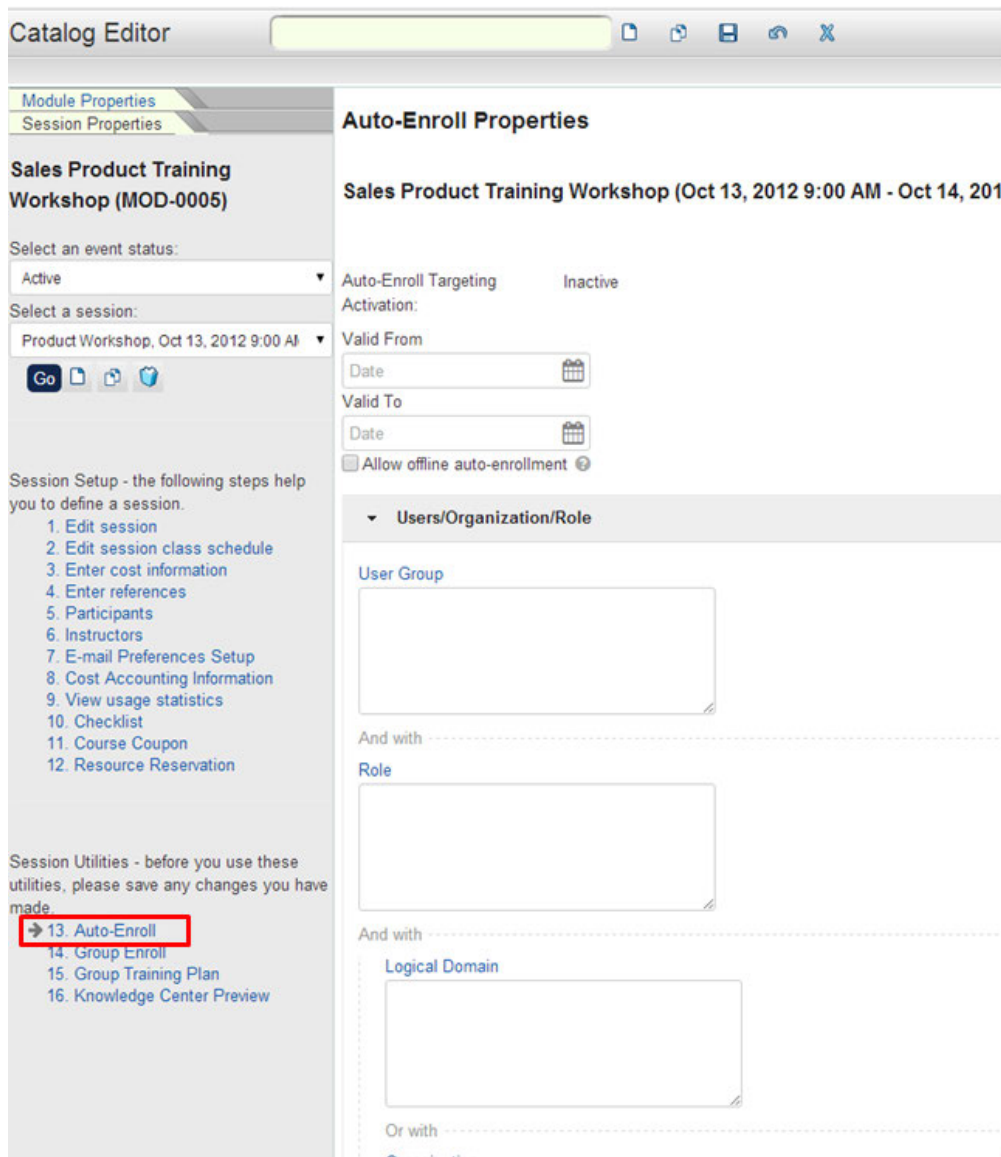 Catalog Editor
Module Properties
Session Properties
Sales Product Training
Workshop (MOD-0005)
Select an event status:
Active
Select a session:
Product Workshop, Oct 13, 2012 9:00 AM
Go
Session Setup - the following steps help
you to define a session.
1. Edit session
2. Edit session class schedule
3. Enter cost information
4. Enter references
5. Participants
6. Instructors
7. E-mail Preferences Setup
8. Cost Accounting Information
9. View usage statistics
10. Checklist
11. Course Coupon
12. Resource Reservation
Session Utilities - before you use these
utilities, please save any changes you have
made.
13. Auto-Enroll
14. Group Enroll
15. Group Training Plan
16. Knowledge Center Preview
Auto-Enroll Properties
Sales Product Training Workshop (Oct 13, 2012 9:00 AM - Oct 14, 201
Auto-Enroll Targeting Inactive
Activation:
Valid From
Date
Valid To
Date
Allow offline auto-enrollment
Users/Organization/Role
User Group
And with
Role
And with
Logical Domain
Or with